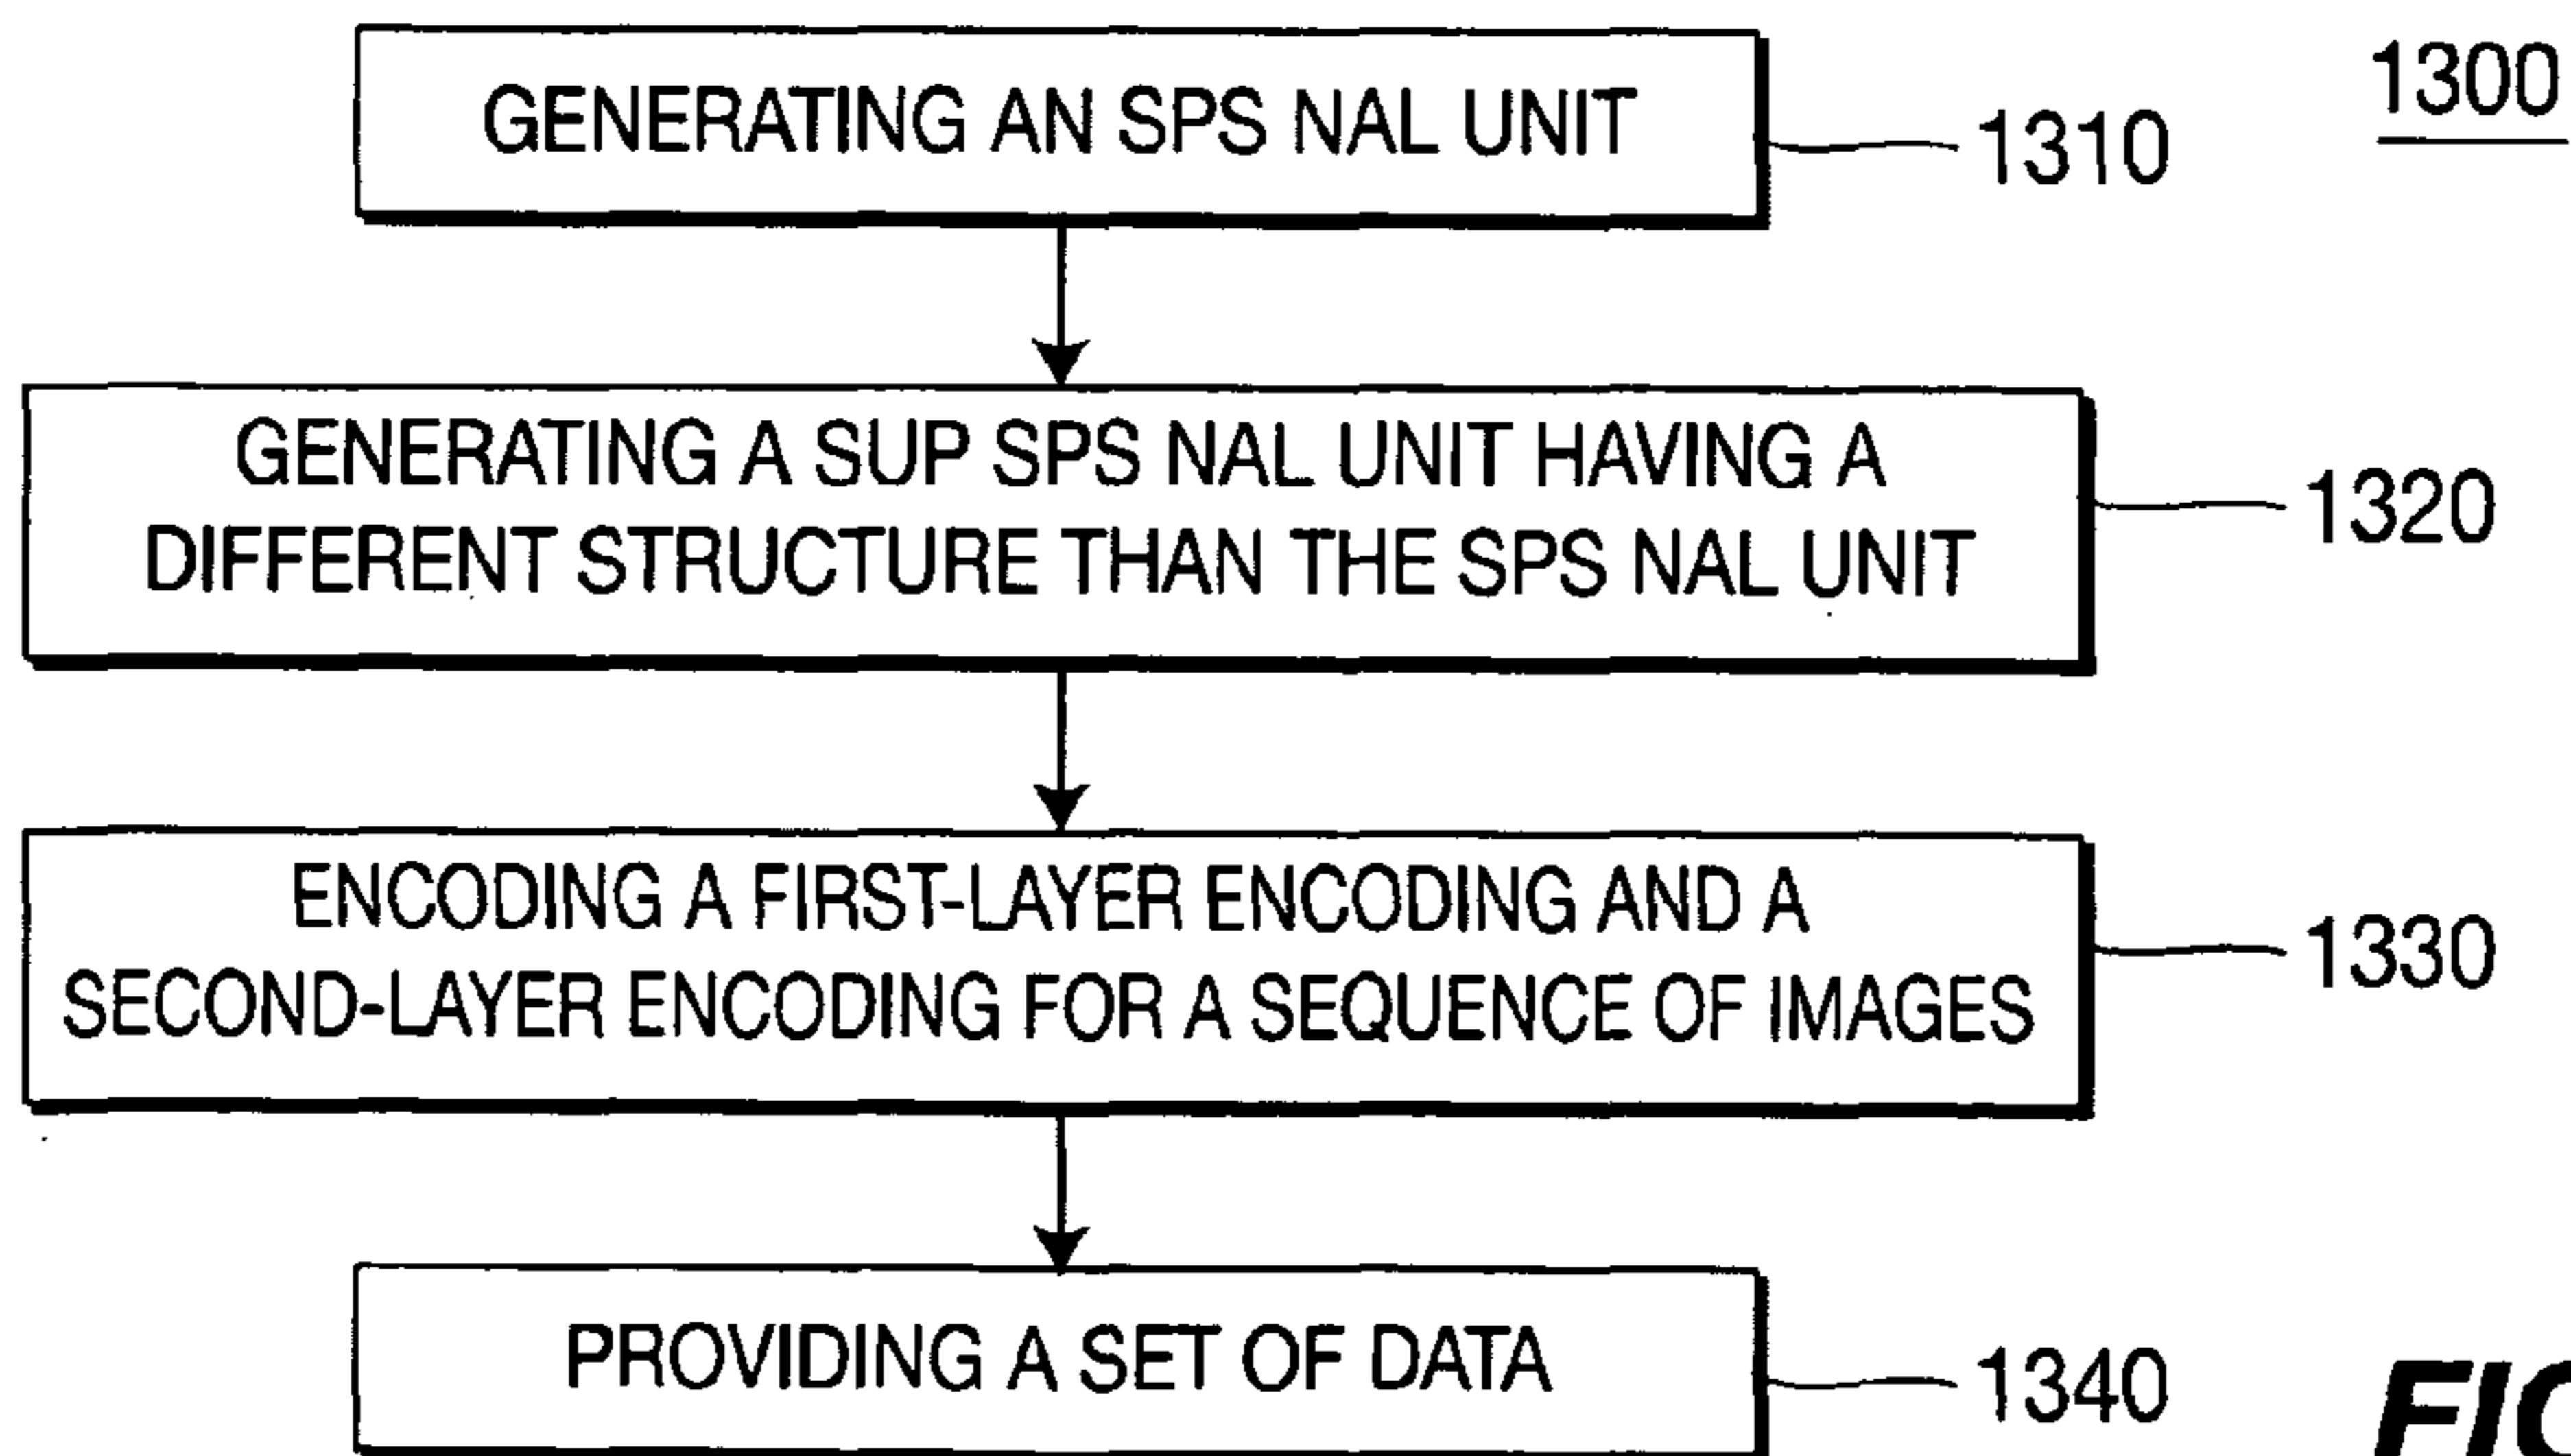 GENERATING AN SPS NAL UNIT
1310
1300
GENERATING A SUP SPS NAL UNIT HAVING A
DIFFERENT STRUCTURE THAN THE SPS NAL UNIT
1320
ENCODING A FIRST-LAYER ENCODING AND A
SECOND-LAYER ENCODING FOR A SEQUENCE OF IMAGES
1330
PROVIDING A SET OF DATA
1340